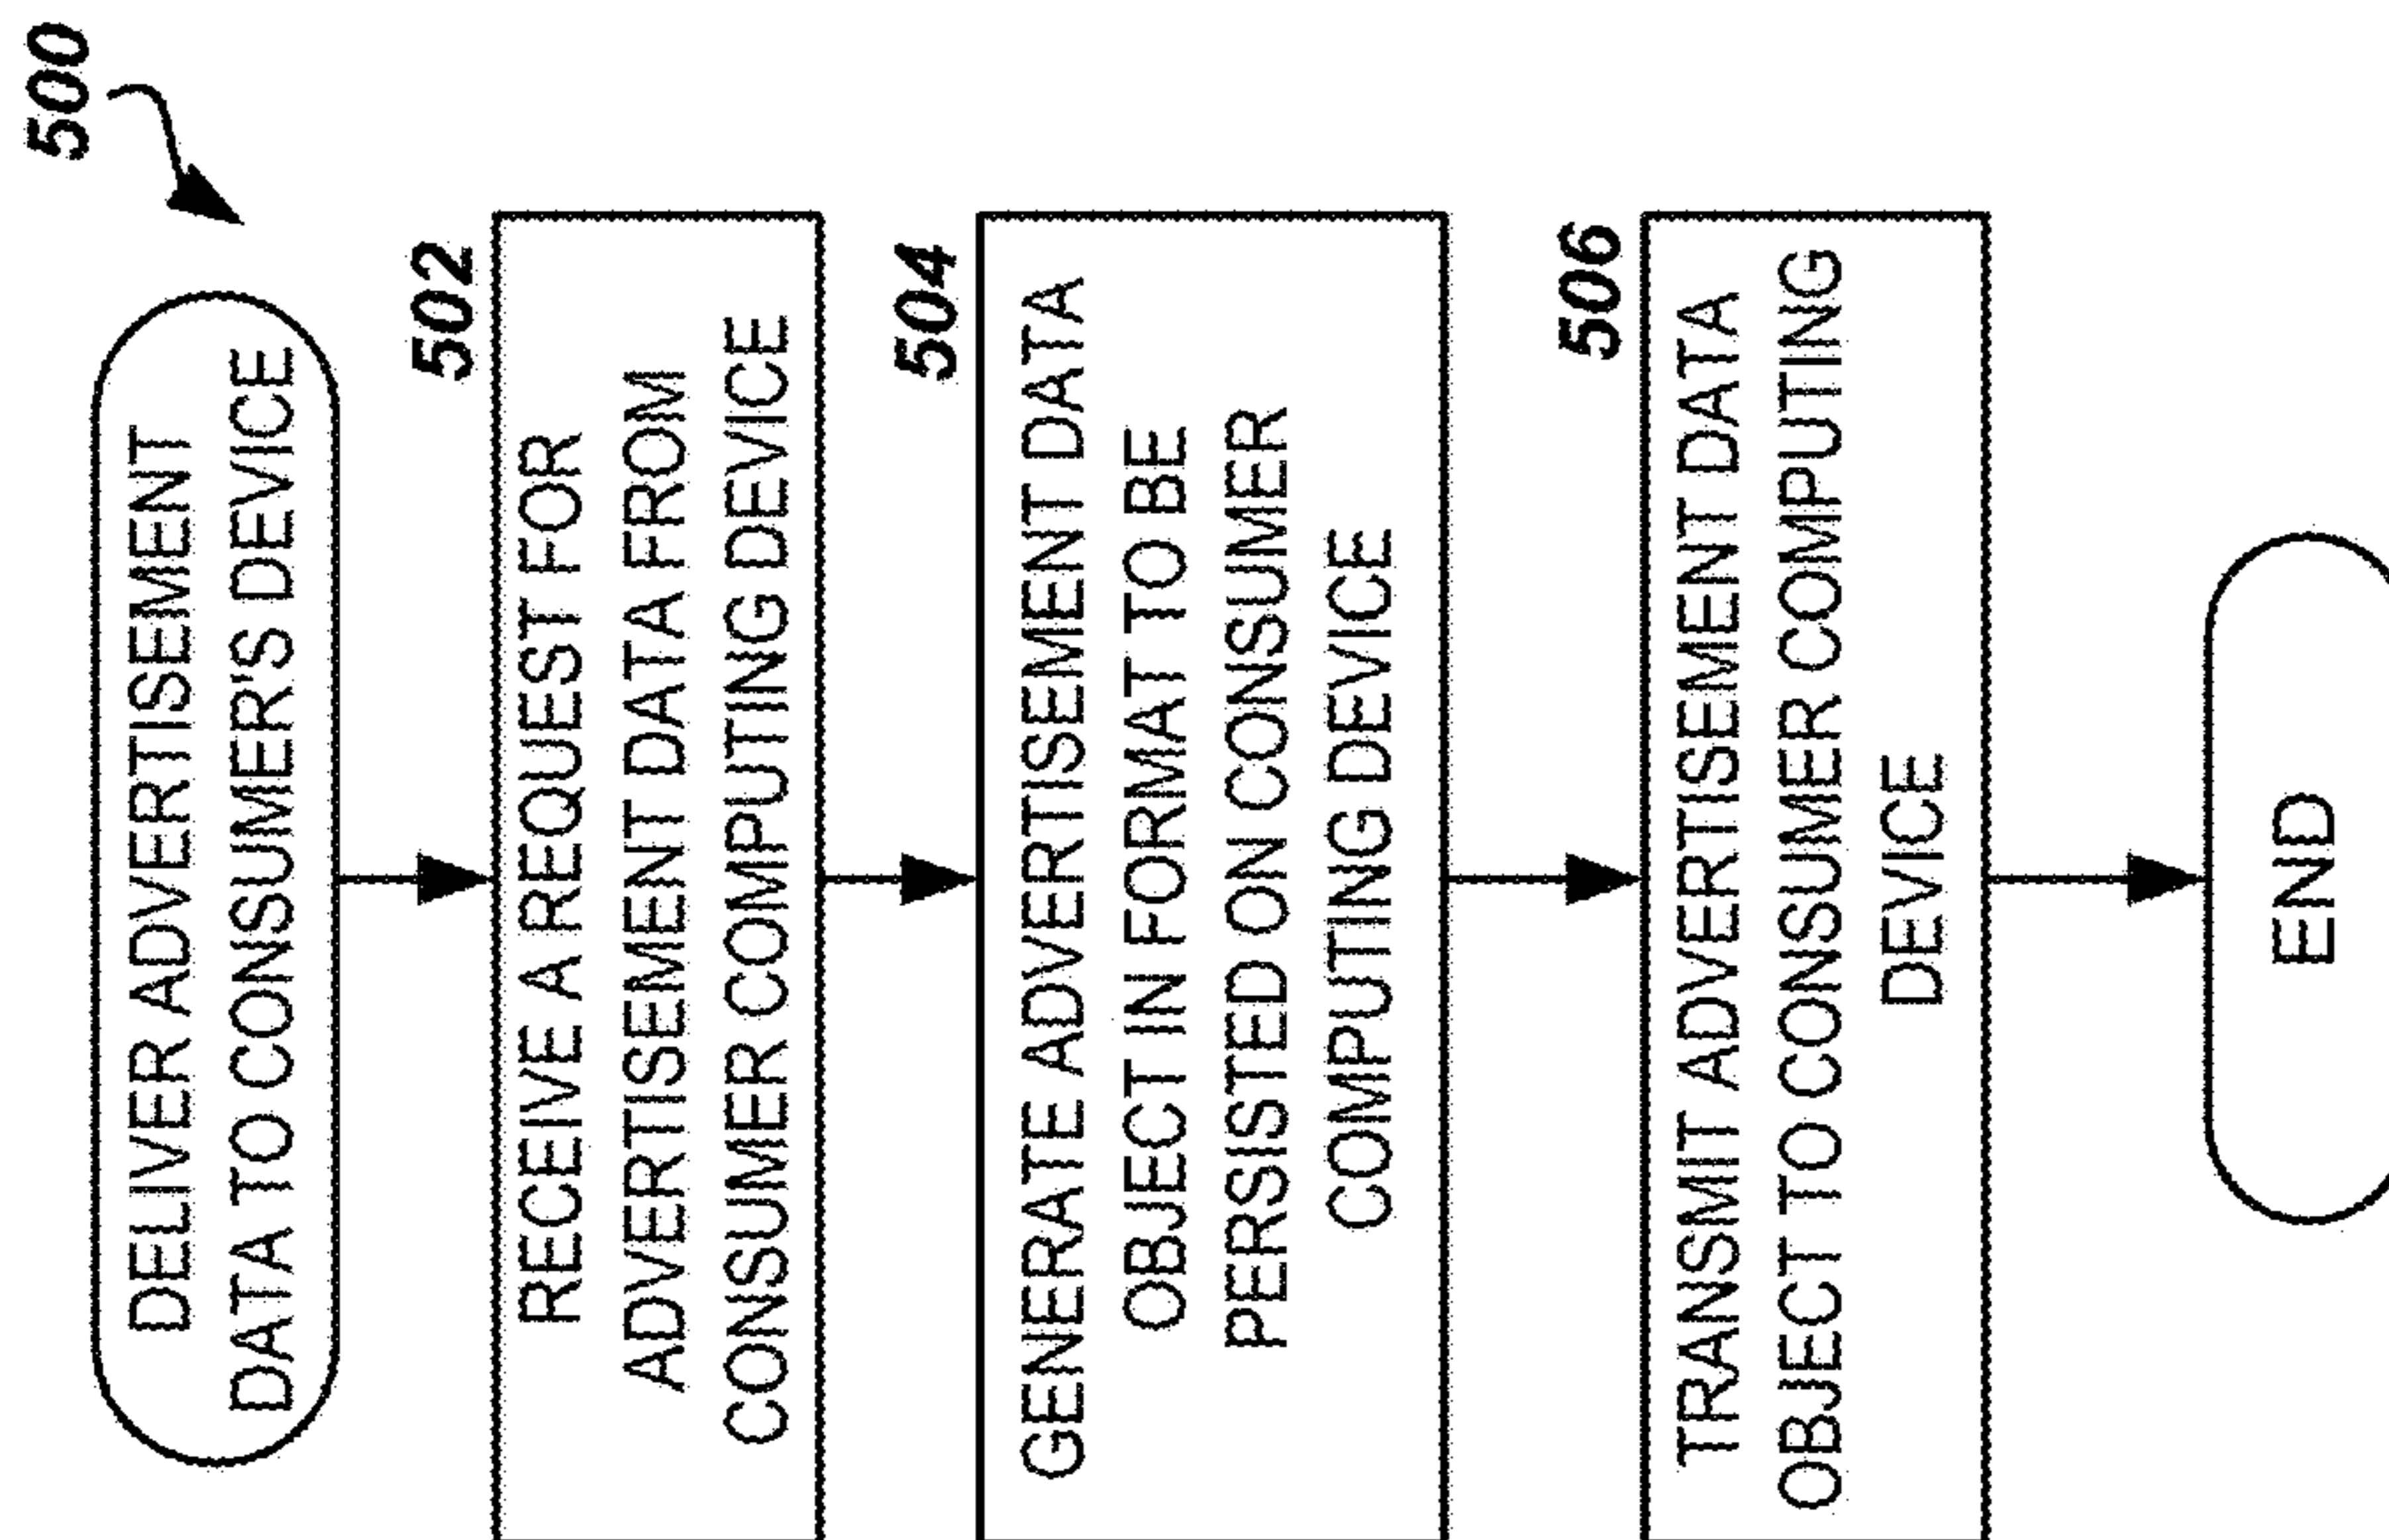 500
DELIVER ADVERTISEMENT
DATA TO CONSUMER'S DEVICE
502
RECEIVE A REQUEST FOR
ADVERTISEMENT DATA FROM
CONSUMER COMPUTING DEVICE
504
GENERATE ADVERTISEMENT DATA
OBJECT IN FORMAT TO BE
PERSISTED ON CONSUMER
COMPUTING DEVICE
506
TRANSMIT ADVERTISEMENT DATA
OBJECT TO CONSUMER COMPUTING
DEVICE
END